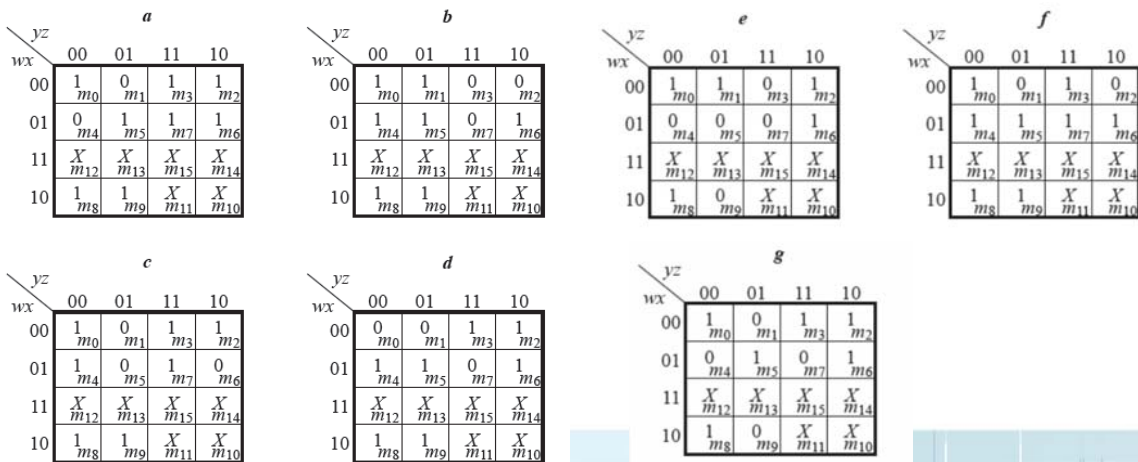 a
yz
wx 00 01 11 10
00 1 m0 0 m1 1 m3 1 m2
01 0 m4 1 m5 1 m7 1 m6
11 X m12 X m13 X m15 X m14
10 1 m8 1 m9 X m11 X m10
b
yz
wx 00 01 11 10
00 1 m0 1 m1 0 m3 0 m2
01 1 m4 1 m5 0 m7 1 m6
11 X m12 X m13 X m15 X m14
10 1 m8 1 m9 X m11 X m10
e
yz
wx 00 01 11 10
00 1 m0 1 m1 0 m3 1 m2
01 0 m4 0 m5 0 m7 1 m6
11 X m12 X m13 X m15 X m14
10 1 m8 0 m9 X m11 X m10
f
yz
wx 00 01 11 10
00 1 m0 0 m1 1 m3 0 m2
01 1 m4 1 m5 1 m7 1 m6
11 X m12 X m13 X m15 X m14
10 1 m8 1 m9 X m11 X m10
c
yz
wx 00 01 11 10
00 1 m0 0 m1 1 m3 1 m2
01 1 m4 0 m5 1 m7 0 m6
11 X m12 X m13 X m15 X m14
10 1 m8 1 m9 X m11 X m10
d
yz
wx 00 01 11 10
00 0 m0 0 m1 1 m3 1 m2
01 1 m4 1 m5 0 m7 1 m6
11 X m12 X m13 X m15 X m14
10 1 m8 1 m9 X m11 X m10
g
yz
wx 00 01 11 10
00 1 m0 0 m1 1 m3 1 m2
01 0 m4 1 m5 0 m7 1 m6
11 X m12 X m13 X m15 X m14
10 1 m8 0 m9 X m11 X m10